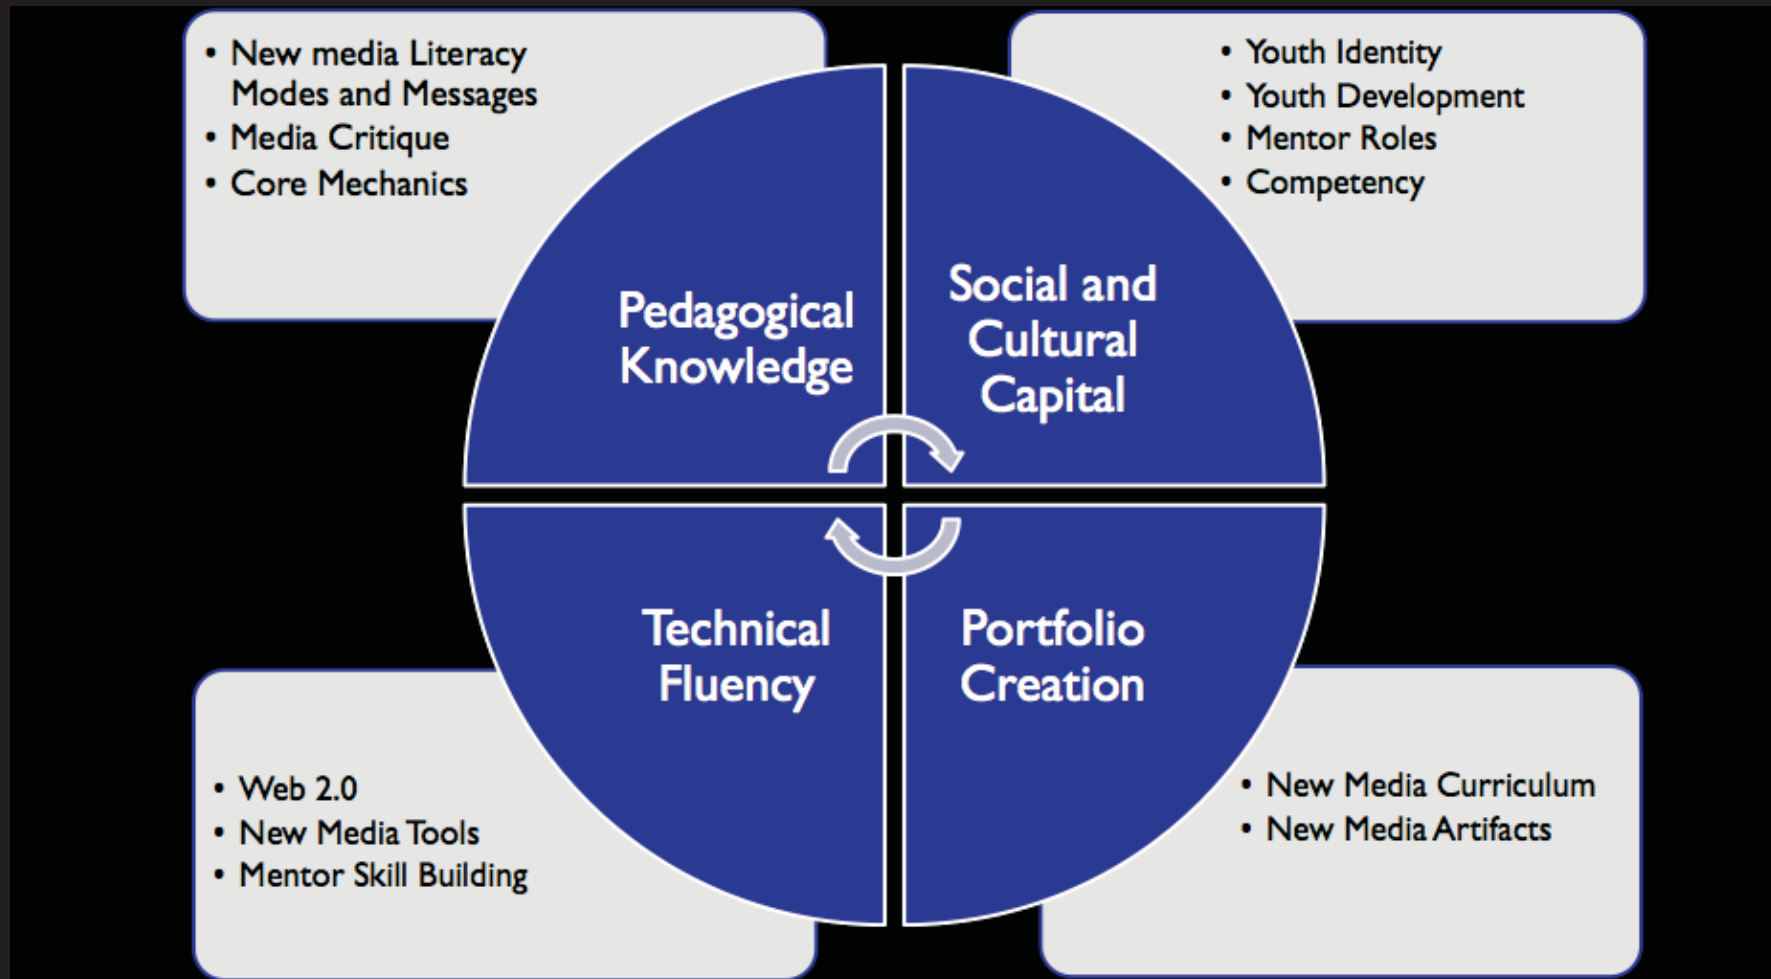 • New media Literacy
Modes and Messages
• Media Critique
• Core Mechanics
• Youth Identity
• Youth Development
• Mentor Roles
• Competency
Pedagogical
Knowledge
Social and
Cultural
Capital
Technical
Fluency
Portfolio
Creation
• Web 2.0
• New Media Tools
• Mentor Skill Building
• New Media Curriculum
• New Media Artifacts